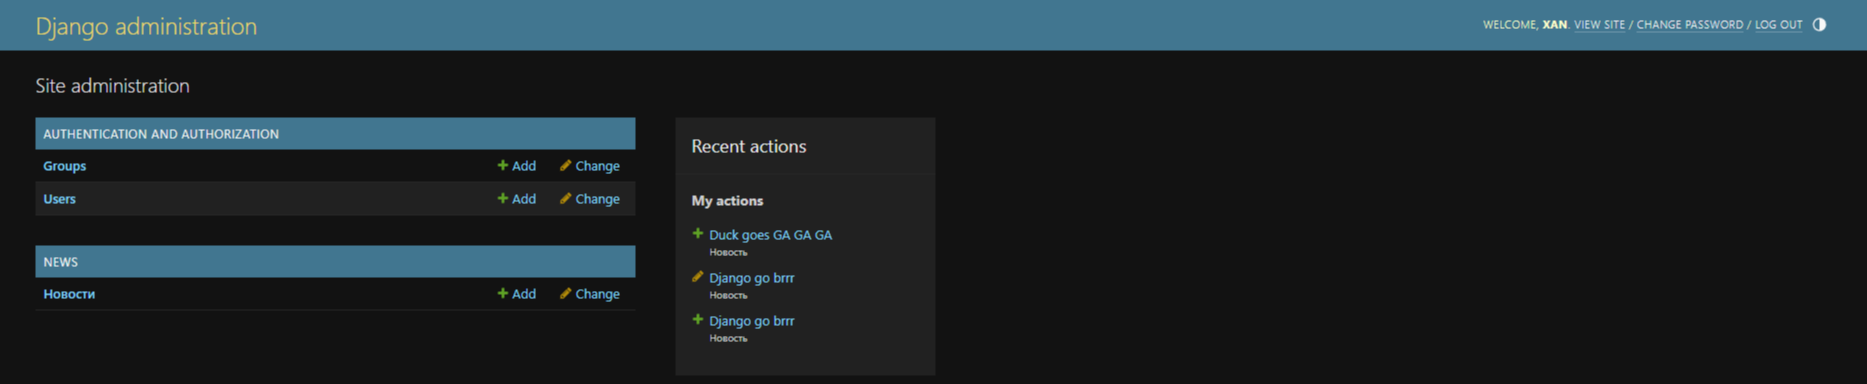 Django administration
WELCOME, XAN. VIEW SITE / CHANGE PASSWORD / LOG OUT
Site administration
AUTHENTICATION AND AUTHORIZATION
Groups Add Change
Users Add Change
NEWS
Новости Add Change
Recent actions
My actions
Duck goes GA GA GA
Новость
Django go brrr
Новость
Django go brrr
Новость